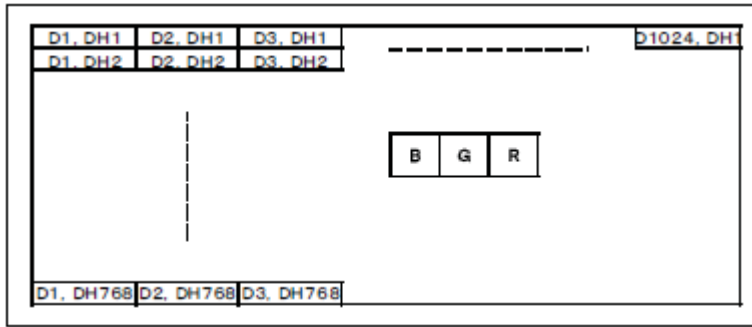 D1, DH1 D2, DH1 D3, DH1 D1024, DH1
D1, DH2 D2, DH2 D3, DH2
B G R
D1, DH768 D2, DH768 D3, DH768